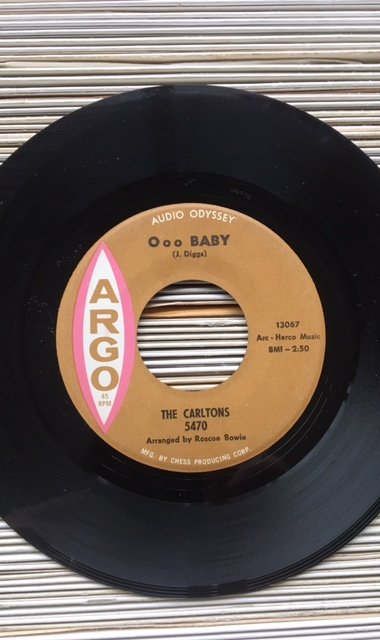 AUDIO ODYSSEY
Ooo BABY
(J. Diggs)
ARGO
45
RPM
13067
Arc - Herco Music
BMI - 2:50
THE CARLTONS
5470
Arranged by Roscoe Bowie
MFG. BY CHESS PRODUCING CORP.